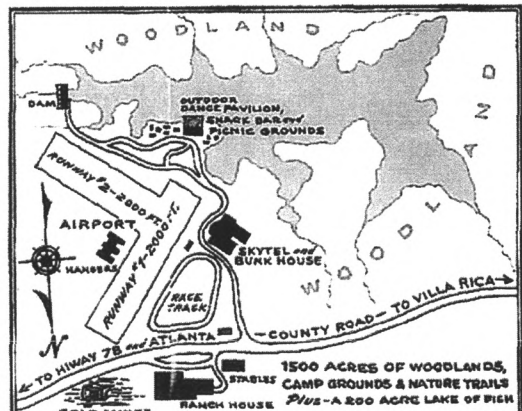 WOODLAND
DAM
OUTDOOR
DANCE PAVILION,
SNACK BAR and
PICNIC GROUNDS
WOODLAND
RUNWAY #2-2000 FT.
AIRPORT
HANGERS
RUNWAY #1-2000 FT.
SKYTEL and
BUNK HOUSE
RACE
TRACK
N
TO HIWAY 78 and ATLANTA
COUNTY ROAD
TO VILLA RICA
STABLES
RANCH HOUSE
1500 ACRES OF WOODLANDS,
CAMP GROUNDS & NATURE TRAILS
Plus-A 200 ACRE LAKE OF